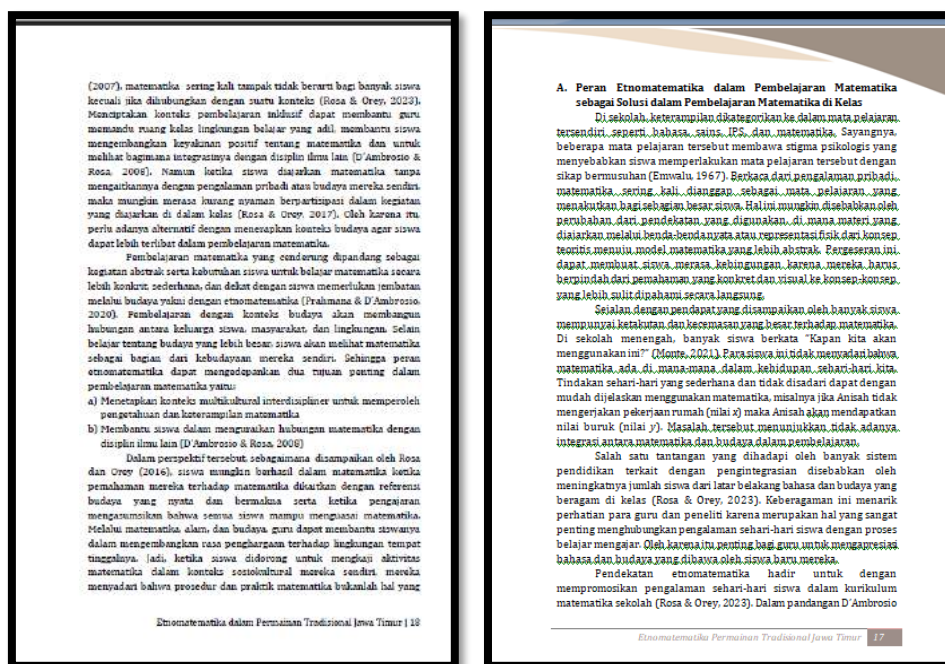 (2007), matematika  sering kali tampak tidak berarti bagi banyak siswa
kecuali jika dihubungkan dengan suatu konteks (Rosa & Orey, 2023).
Menciptakan konteks pembelajaran inklusif dapat membantu guru
memandu ruang kelas lingkungan belajar yang adil, membantu siswa
mengembangkan keyakinan positif tentang matematika dan untuk
melihat bagaimana integrasinya dengan disiplin ilmu lain (D'Ambrosio &
Rosa, 2008). Namun ketika siswa diajarkan matematika tanpa
mengaitkannya dengan pengalaman pribadi atau budaya mereka sendiri,
maka mungkin merasa kurang nyaman berpartisipasi dalam kegiatan
yang diajarkan di dalam kelas (Rosa & Orey, 2017). Oleh karena itu,
perlu adanya alternatif dengan menerapkan konteks budaya agar siswa
dapat lebih terlibat dalam pembelajaran matematika.
Pembelajaran matematika yang cenderung dipandang sebagai
kegiatan abstrak serta kebutuhan siswa untuk belajar matematika secara
lebih konkrit, sederhana, dan dekat dengan siswa memerlukan jembatan
melalui budaya yakni dengan etnomatematika (Prahmana & D'Ambrosio,
2020). Pembelajaran dengan konteks budaya akan membangun
hubungan antara keluarga siswa, masyarakat, dan lingkungan. Selain
belajar tentang budaya yang lebih besar, siswa akan melihat matematika
sebagai bagian dari kebudayaan mereka sendiri. Sehingga peran
etnomatematika dapat mengedepankan dua tujuan penting dalam
pembelajaran matematika yaitu:
a) Menetapkan konteks multikultural interdisipliner untuk memperoleh
pengetahuan dan keterampilan matematika
b) Membantu siswa dalam menguraikan hubungan matematika dengan
disiplin ilmu lain (D'Ambrosio & Rosa, 2008)
Dalam perspektif tersebut, sebagaimana disampaikan oleh Rosa
dan Orey (2016), siswa mungkin berhasil dalam matematika ketika
pemahaman mereka terhadap matematika dikaitkan dengan referensi
budaya yang nyata dan bermakna serta ketika pengajaran
mengasumsikan bahwa semua siswa mampu menguasai matematika.
Melalui matematika, alam, dan budaya, guru dapat membantu siswanya
dalam mengembangkan rasa penghargaan terhadap lingkungan tempat
tinggalnya. Jadi, ketika siswa didorong untuk mengkaji aktivitas
matematika dalam konteks sosiokultural mereka sendiri, mereka
menyadari bahwa prosedur dan praktik matematika bukanlah hal yang
Etnomatematika dalam Permainan Tradisional Jawa Timur | 18
A. Peran Etnomatematika dalam Pembelajaran Matematika
sebagai Solusi dalam Pembelajaran Matematika di Kelas
Di sekolah, keterampilan dikategorikan ke dalam mata pelajaran
tersendiri seperti bahasa, sains, IPS, dan matematika. Sayangnya,
beberapa mata pelajaran tersebut membawa stigma psikologis yang
menyebabkan siswa memperlakukan mata pelajaran tersebut dengan
sikap bermusuhan (Emwalu, 1967). Berkaca dari pengalaman pribadi,
matematika sering kali dianggap sebagai mata pelajaran yang
menakutkan bagi sebagian besar siswa. Hal ini mungkin disebabkan oleh
perubahan dari pendekatan yang digunakan, di mana materi yang
diajarkan melalui benda-benda nyata atau representasi fisik dari konsep
teoritis menuju model matematika yang lebih abstrak. Pergeseran ini
dapat membuat siswa merasa kebingungan karena mereka harus
berpindah dari pemahaman yang konkret dan visual ke konsep-konsep
yang lebih sulit dipahami secara langsung.
Sejalan dengan pendapat yang disampaikan oleh banyak siswa
mempunyai ketakutan dan kecemasan yang besar terhadap matematika.
Di sekolah menengah, banyak siswa berkata "Kapan kita akan
menggunakan ini?" (Monte, 2021). Para siswa ini tidak menyadari bahwa
matematika ada di mana-mana dalam kehidupan sehari-hari kita.
Tindakan sehari-hari yang sederhana dan tidak disadari dapat dengan
mudah dijelaskan menggunakan matematika, misalnya jika Anisah tidak
mengerjakan pekerjaan rumah (nilai x) maka Anisah akan mendapatkan
nilai buruk (nilai y). Masalah tersebut menunjukkan tidak adanya
integrasi antara matematika dan budaya dalam pembelajaran.
Salah satu tantangan yang dihadapi oleh banyak sistem
pendidikan terkait dengan pengintegrasian disebabkan oleh
meningkatnya jumlah siswa dari latar belakang bahasa dan budaya yang
beragam di kelas (Rosa & Orey, 2023). Keberagaman ini menarik
perhatian para guru dan peneliti karena merupakan hal yang sangat
penting menghubungkan pengalaman sehari-hari siswa dengan proses
belajar mengajar. Oleh karena itu penting bagi guru untuk mengapresiasi
bahasa dan budaya yang dibawa oleh siswa baru mereka.
Pendekatan etnomatematika hadir untuk dengan
mempromosikan pengalaman sehari-hari siswa dalam kurikulum
matematika sekolah (Rosa & Orey, 2023). Dalam pandangan D'Ambrosio
Etnomatematika Permainan Tradisional Jawa Timur 17